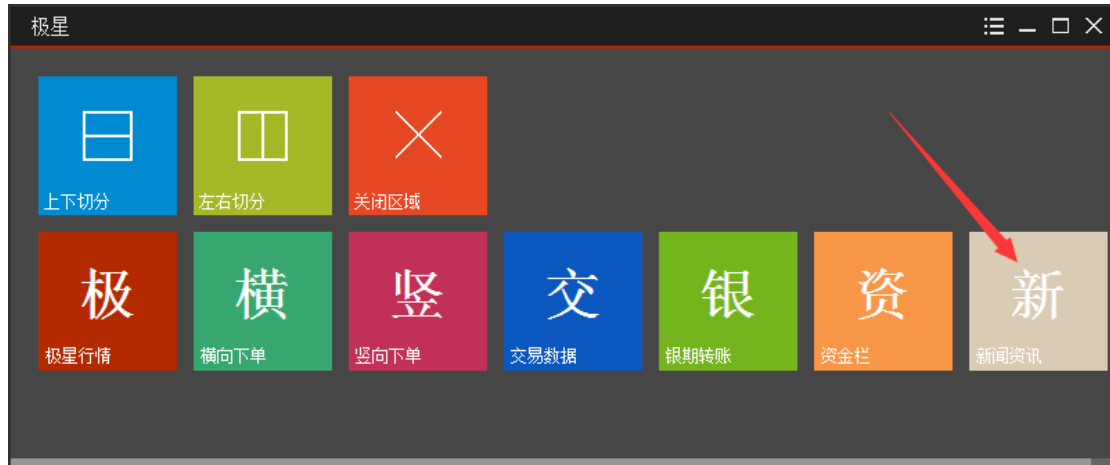 极星
上下切分
左右切分
关闭区域
极
横
竖
交
银
资
新
极星行情
横向下单
竖向下单
交易数据
银期转账
资金栏
新闻资讯